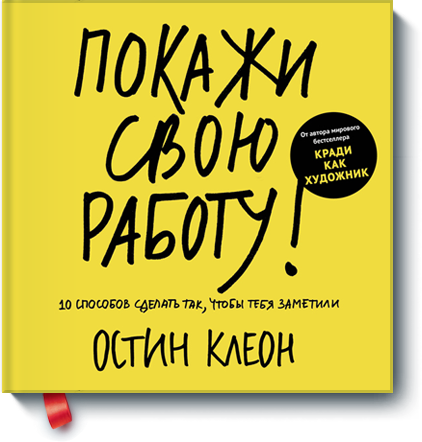 ПОКАЖИ
СВОЮ
РАБОТУ!
От автора мирового
бестселлера
КРАДИ
КАК
ХУДОЖНИК
10 СПОСОБОВ СДЕЛАТЬ ТАК, ЧТОБЫ ТЕБЯ ЗАМЕТИЛИ
ОСТИН КЛЕОН